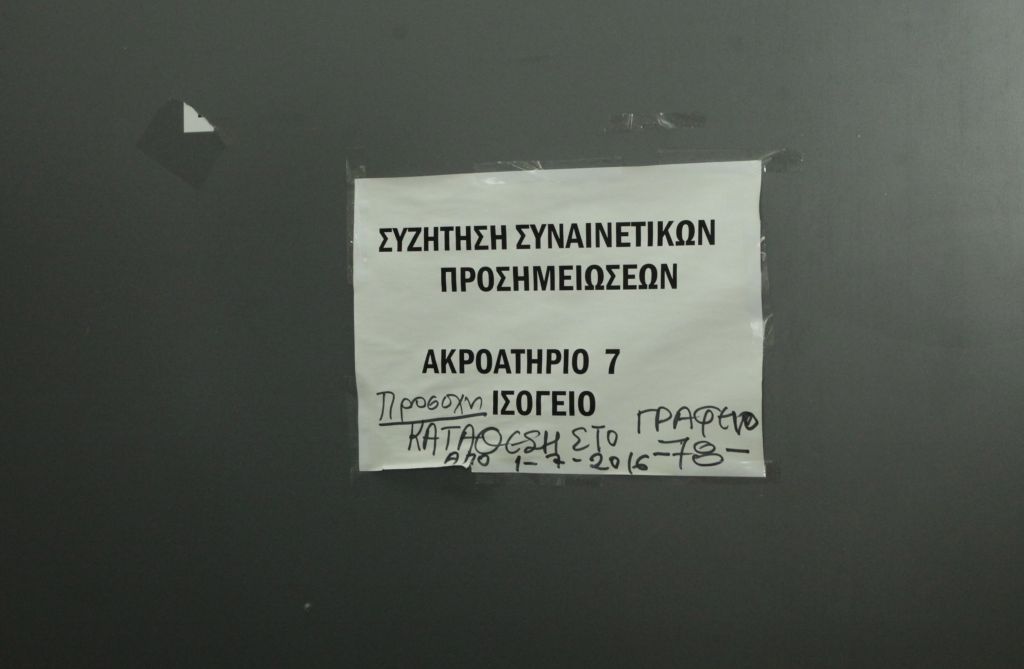 ΣΥΖΗΤΗΣΗ ΣΥΝΑΙΝΕΤΙΚΩΝ
ΠΡΟΣΗΜΕΙΩΣΕΩΝ
ΑΚΡΟΑΤΗΡΙΟ 7
Προσοχη ΙΣΟΓΕΙΟ
ΚΑΤΑΘΕΣΗ ΣΤΟ ΓΡΑΦΕΙΟ
ΑΠΟ 1-7-2016 -78-